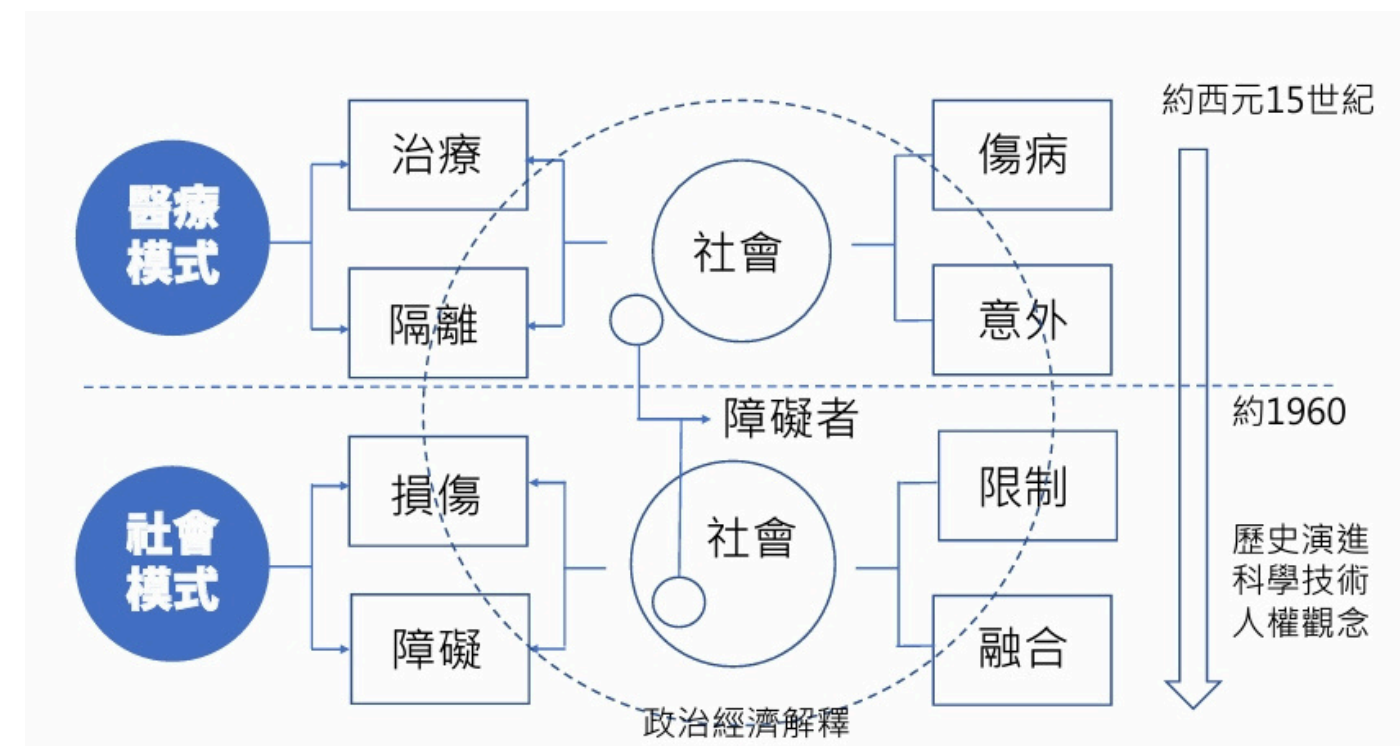 約西元15世紀
醫療
模式
治療
隔離
社會
傷病
意外
障礙者
約1960
社會
模式
損傷
障礙
社會
限制
融合
歷史演進
科學技術
人權觀念
政治經濟解釋